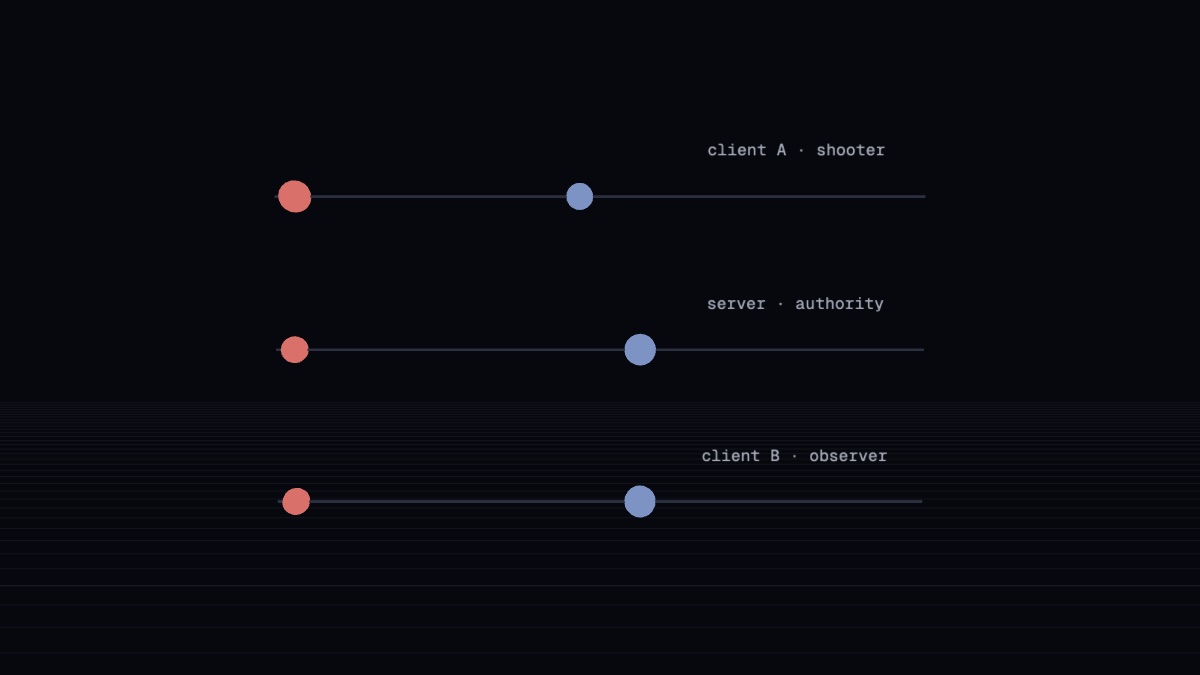 client A · shooter
server · authority
client B · observer